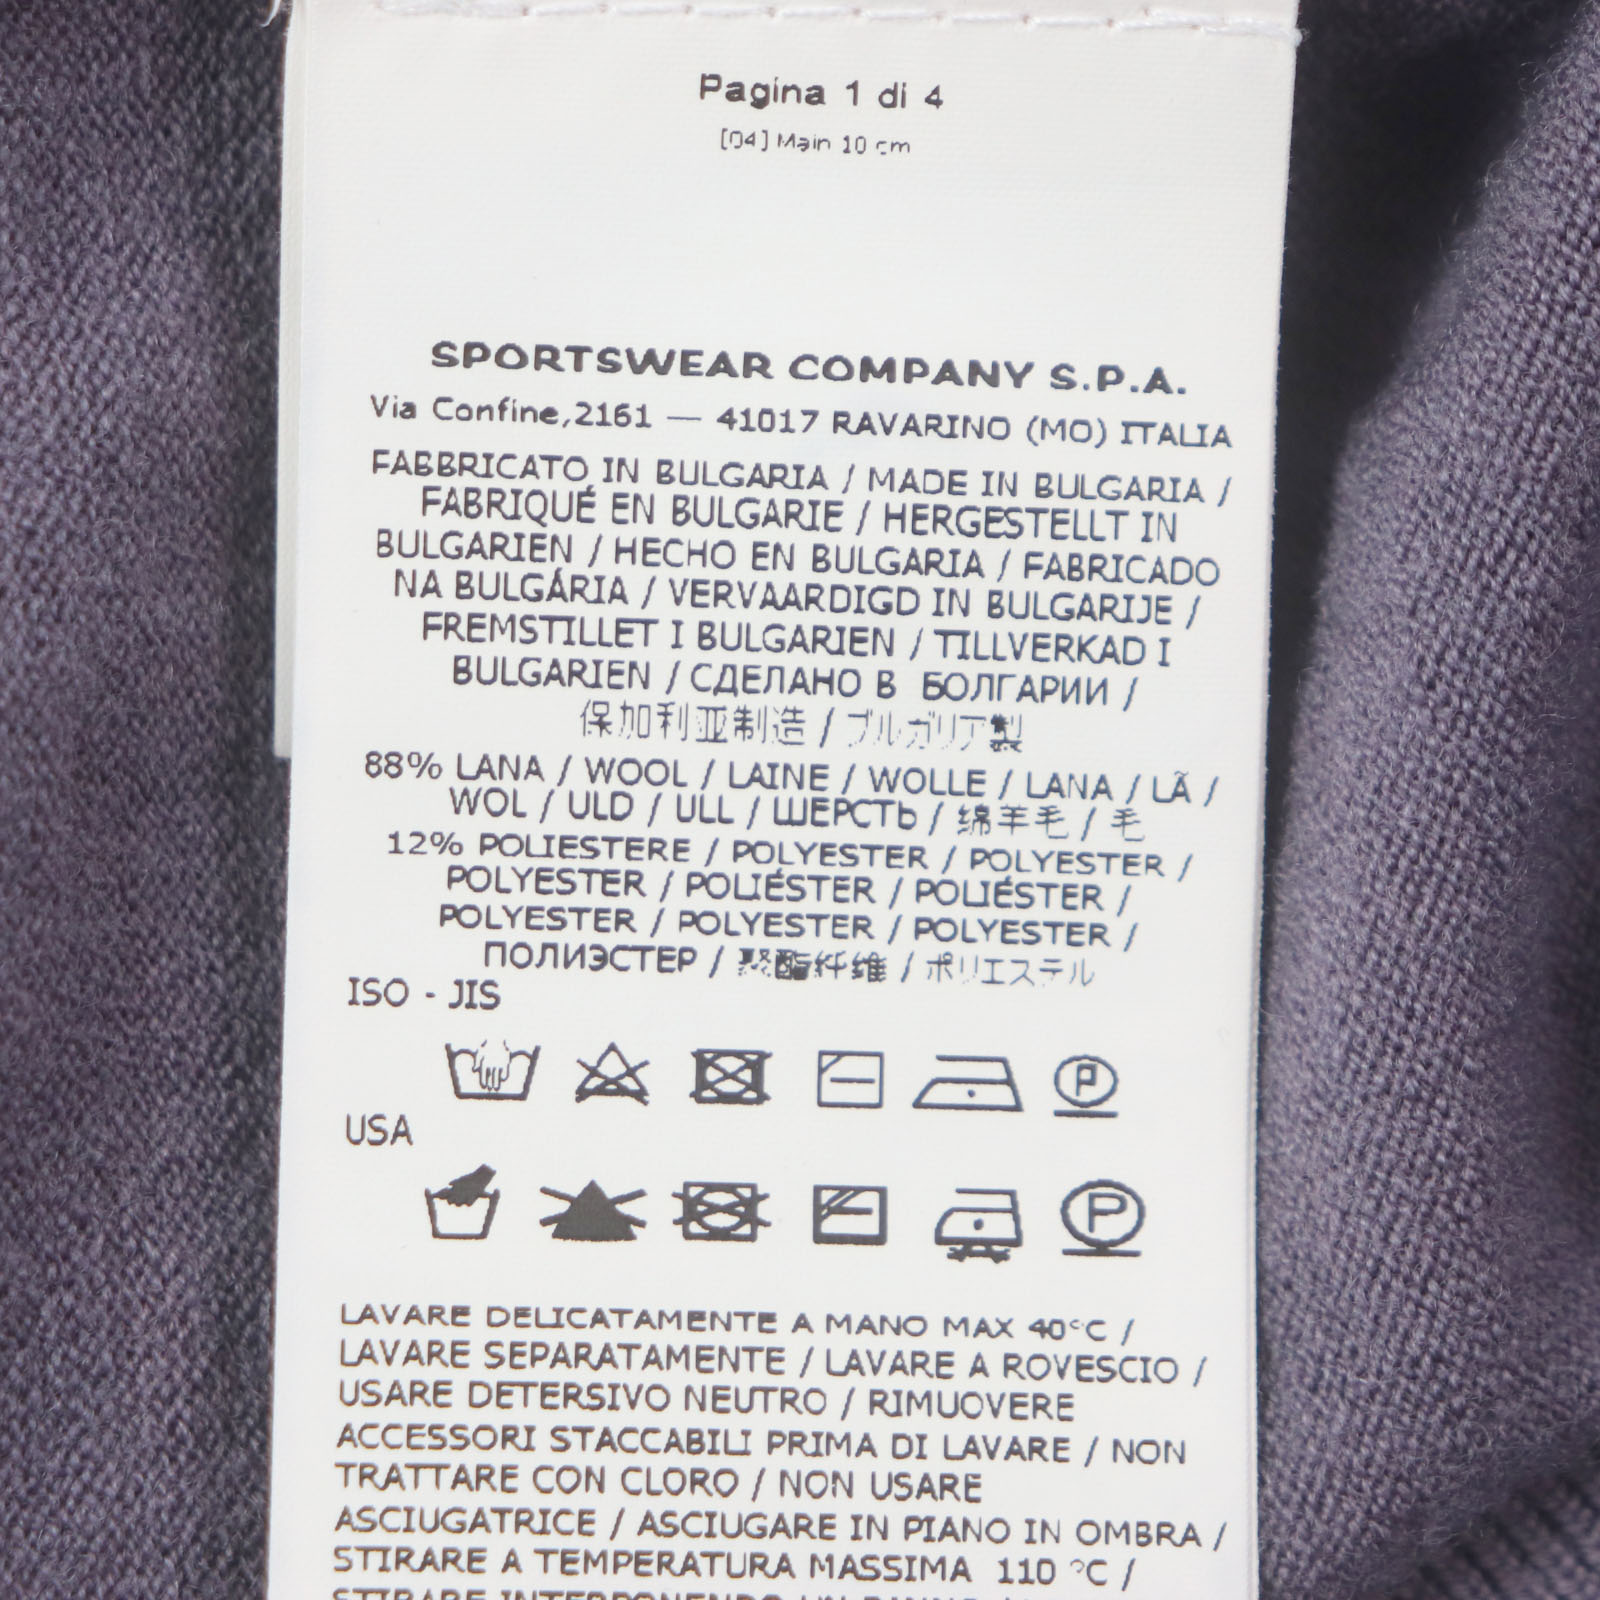 Pagina 1 di 4
[04] Main 10 cm
SPORTSWEAR COMPANY S.P.A.
Via Confine,2161 — 41017 RAVARINO (MO) ITALIA
FABBRICATO IN BULGARIA / MADE IN BULGARIA /
FABRIQUÉ EN BULGARIE / HERGESTELLT IN
BULGARIEN / HECHO EN BULGARIA / FABRICADO
NA BULGÁRIA / VERVAARDIGD IN BULGARIJE /
FREMSTILLET I BULGARIEN / TILLVERKAD I
BULGARIEN / СДЕЛАНО В БОЛГАРИИ /
保加利亚制造 / ブルガリア製
88% LANA / WOOL / LAINE / WOLLE / LANA / LÃ /
WOL / ULD / ULL / ШЕРСТЬ / 绵羊毛 / 毛
12% POLIESTERE / POLYESTER / POLYESTER /
POLYESTER / POLIÉSTER / POLIÉSTER /
POLYESTER / POLYESTER / POLYESTER /
ПОЛИЭСТЕР / 聚酯纤维 / ポリエステル
ISO - JIS
P
USA
P
LAVARE DELICATAMENTE A MANO MAX 40°C /
LAVARE SEPARATAMENTE / LAVARE A ROVESCIO /
USARE DETERSIVO NEUTRO / RIMUOVERE
ACCESSORI STACCABILI PRIMA DI LAVARE / NON
TRATTARE CON CLORO / NON USARE
ASCIUGATRICE / ASCIUGARE IN PIANO IN OMBRA /
STIRARE A TEMPERATURA MASSIMA 110 °C /
STIRARE INTERPONENDO UN PANNO